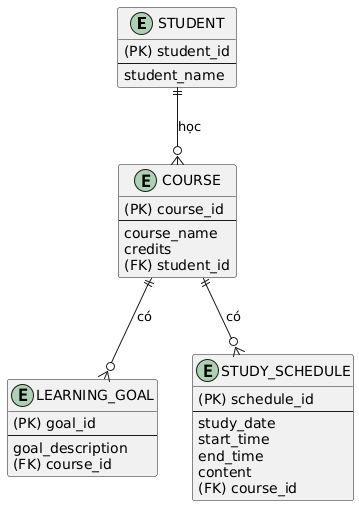 E STUDENT
(PK) student_id
student_name
học
E COURSE
(PK) course_id
course_name
credits
(FK) student_id
có
có
E LEARNING_GOAL
(PK) goal_id
goal_description
(FK) course_id
E STUDY_SCHEDULE
(PK) schedule_id
study_date
start_time
end_time
content
(FK) course_id